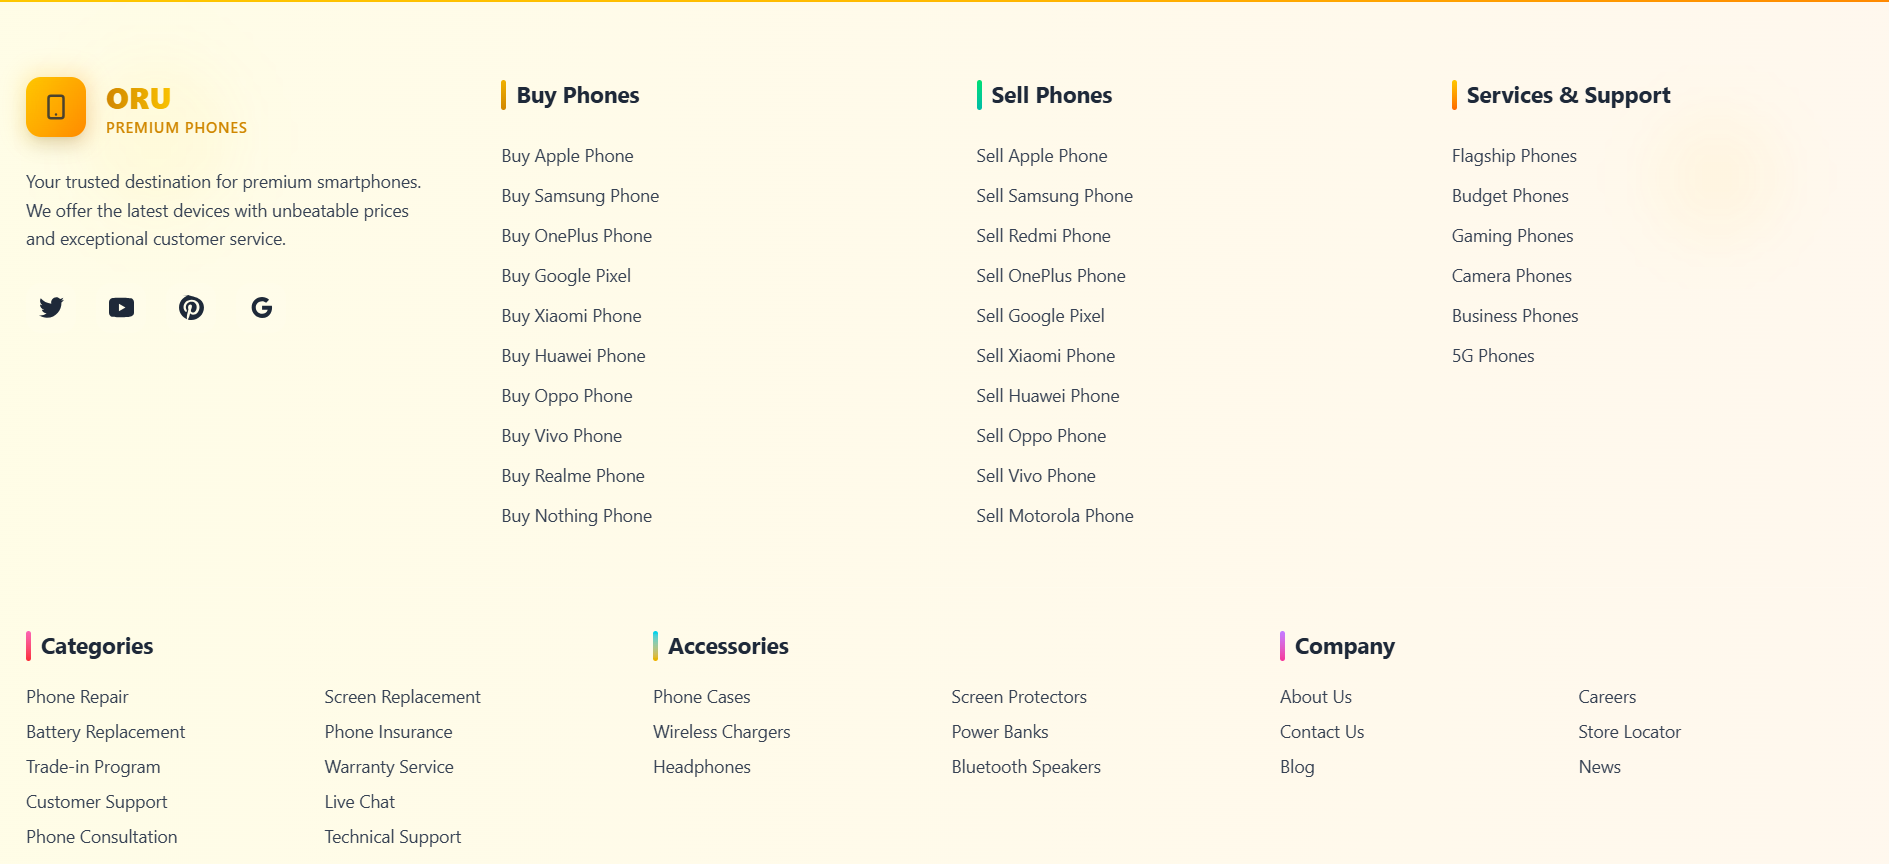 ORU
PREMIUM PHONES
Your trusted destination for premium smartphones.
We offer the latest devices with unbeatable prices
and exceptional customer service.
Buy Phones
Buy Apple Phone
Buy Samsung Phone
Buy OnePlus Phone
Buy Google Pixel
Buy Xiaomi Phone
Buy Huawei Phone
Buy Oppo Phone
Buy Vivo Phone
Buy Realme Phone
Buy Nothing Phone
Sell Phones
Sell Apple Phone
Sell Samsung Phone
Sell Redmi Phone
Sell OnePlus Phone
Sell Google Pixel
Sell Xiaomi Phone
Sell Huawei Phone
Sell Oppo Phone
Sell Vivo Phone
Sell Motorola Phone
Services & Support
Flagship Phones
Budget Phones
Gaming Phones
Camera Phones
Business Phones
5G Phones
Categories
Phone Repair
Screen Replacement
Battery Replacement
Phone Insurance
Trade-in Program
Warranty Service
Customer Support
Live Chat
Phone Consultation
Technical Support
Accessories
Phone Cases
Screen Protectors
Wireless Chargers
Power Banks
Headphones
Bluetooth Speakers
Company
About Us
Careers
Contact Us
Store Locator
Blog
News